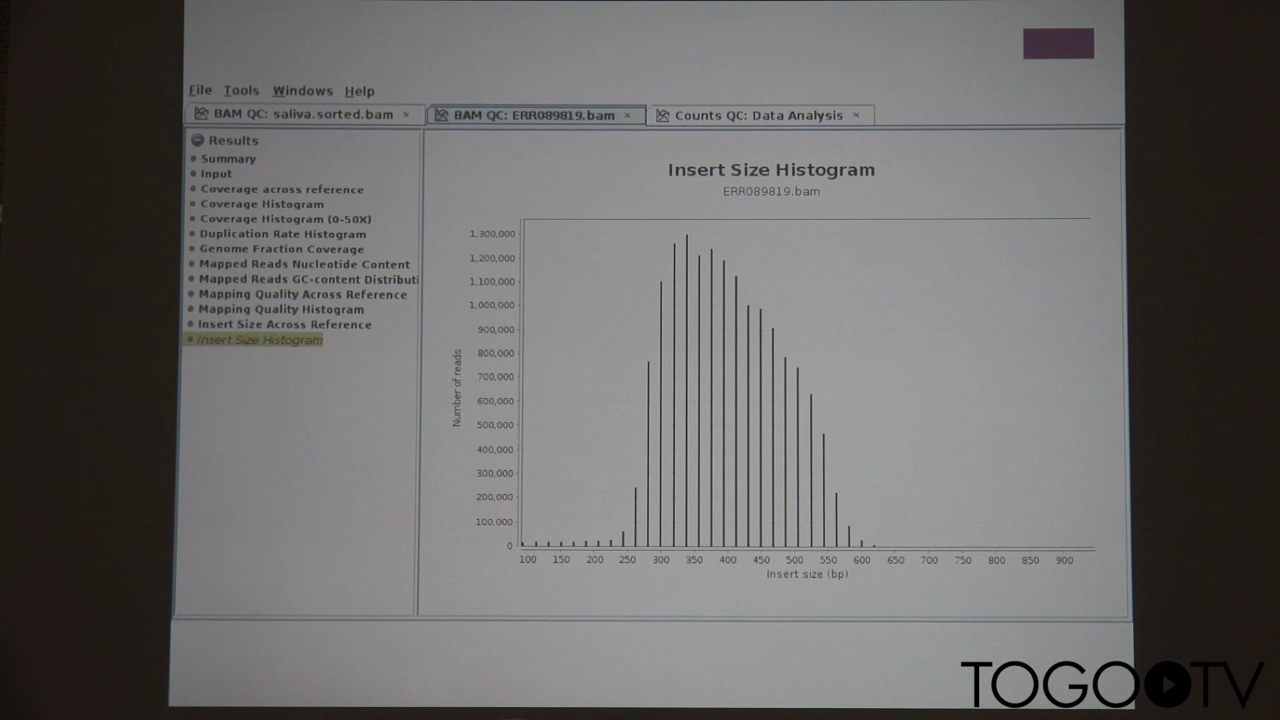 File Tools Windows Help
BAM QC: saliva.sorted.bam × BAM QC: ERR089819.bam × Counts QC: Data Analysis ×
Results
Summary
Input
Coverage across reference
Coverage Histogram
Coverage Histogram (0-50X)
Duplication Rate Histogram
Genome Fraction Coverage
Mapped Reads Nucleotide Content
Mapped Reads GC-content Distributi
Mapping Quality Across Reference
Mapping Quality Histogram
Insert Size Across Reference
Insert Size Histogram
Insert Size Histogram
ERR089819.bam
Number of reads
1,300,000
1,200,000
1,100,000
1,000,000
900,000
800,000
700,000
600,000
500,000
400,000
300,000
200,000
100,000
0
100 150 200 250 300 350 400 450 500 550 600 650 700 750 800 850 900
Insert size (bp)
TOGO TV